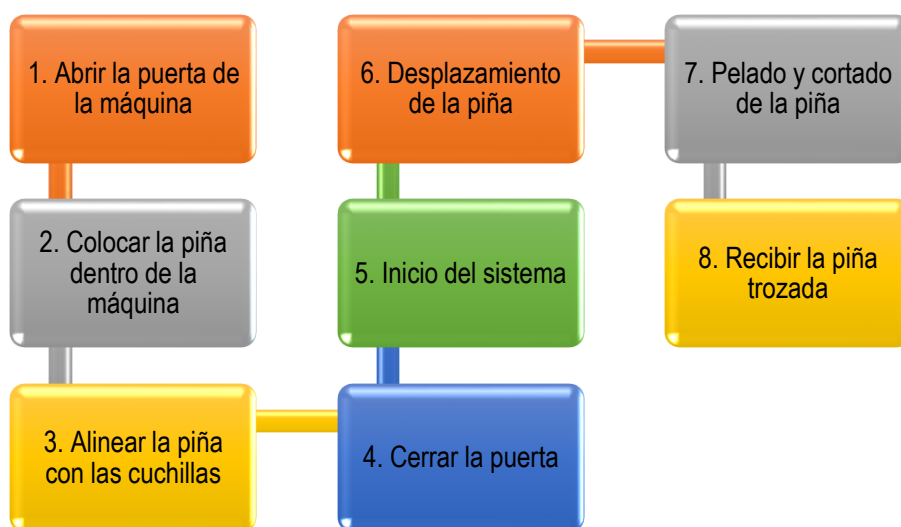 1. Abrir la puerta de
la máquina
2. Colocar la piña
dentro de la
máquina
3. Alinear la piña
con las cuchillas
4. Cerrar la puerta
5. Inicio del sistema
6. Desplazamiento
de la piña
7. Pelado y cortado
de la piña
8. Recibir la piña
trozada